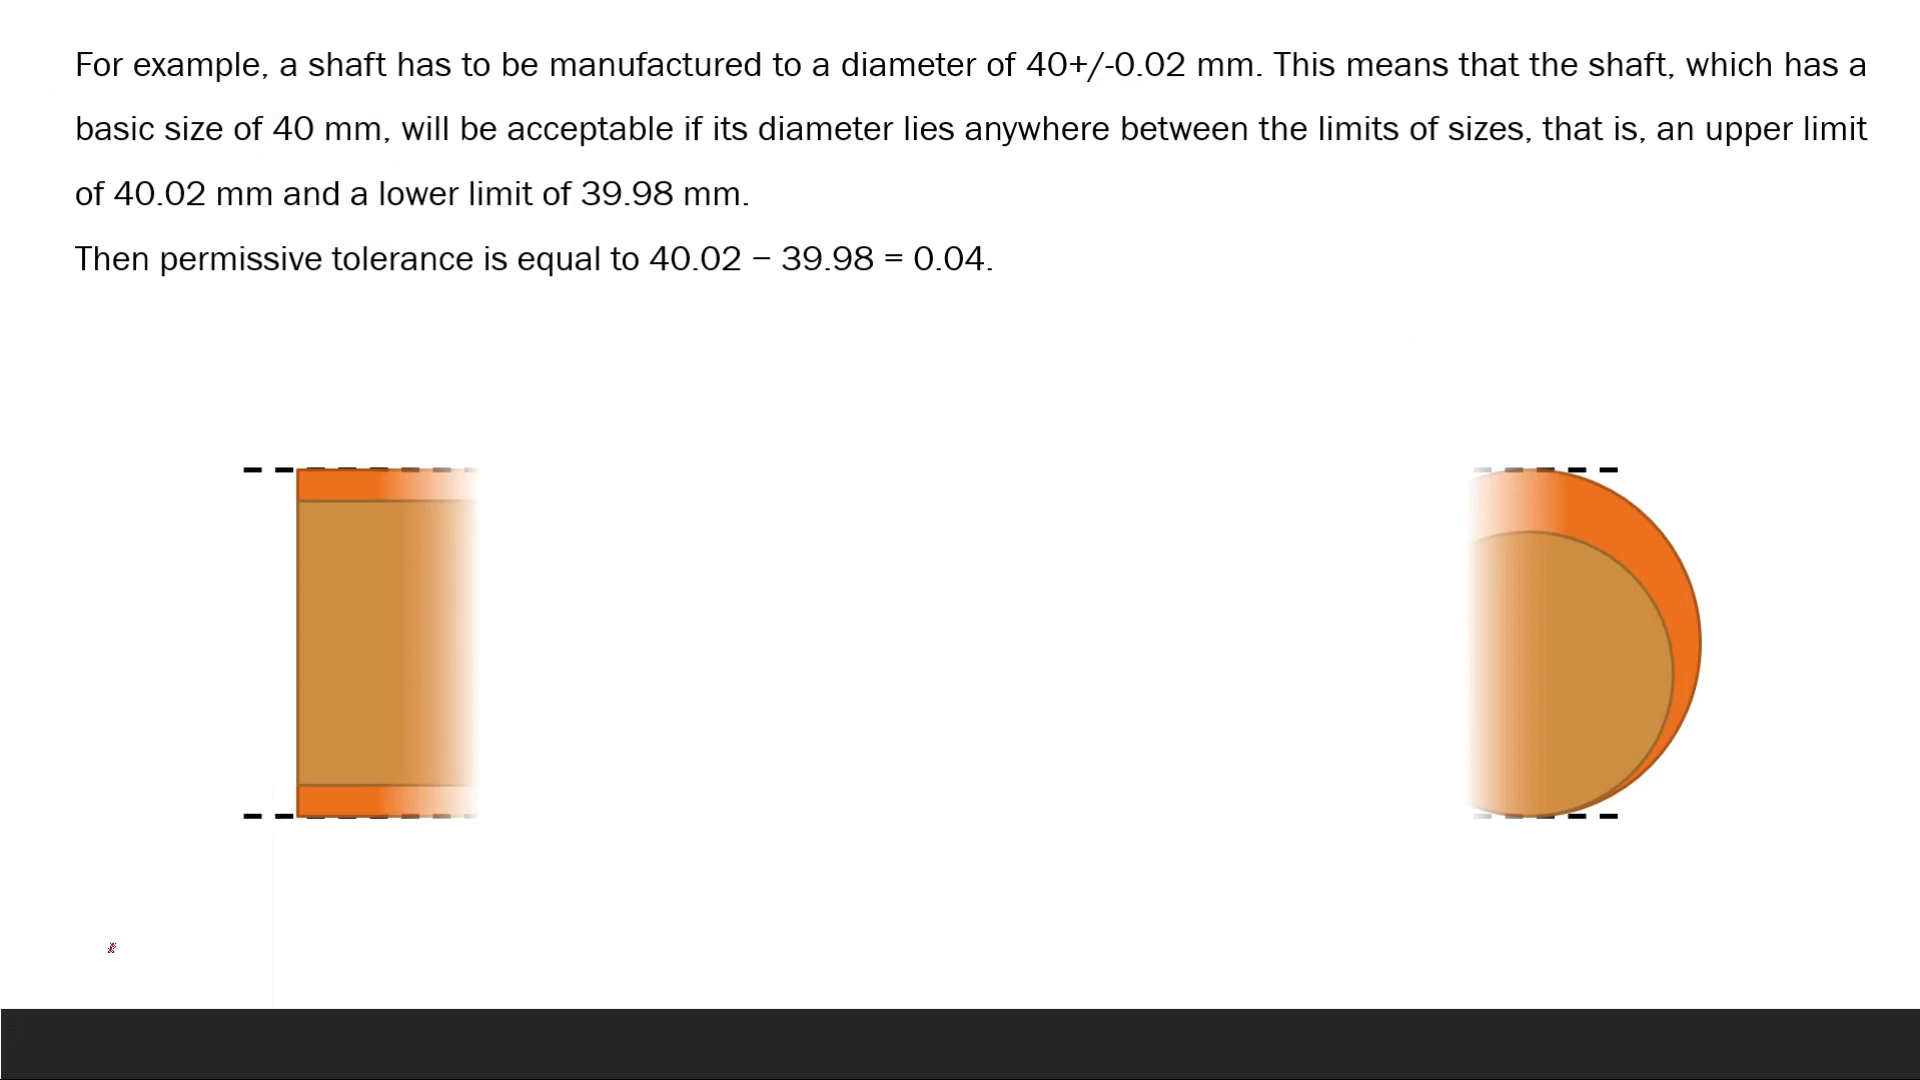 For example, a shaft has to be manufactured to a diameter of 40+/-0.02 mm. This means that the shaft, which has a
basic size of 40 mm, will be acceptable if its diameter lies anywhere between the limits of sizes, that is, an upper limit
of 40.02 mm and a lower limit of 39.98 mm.
Then permissive tolerance is equal to 40.02 − 39.98 = 0.04.